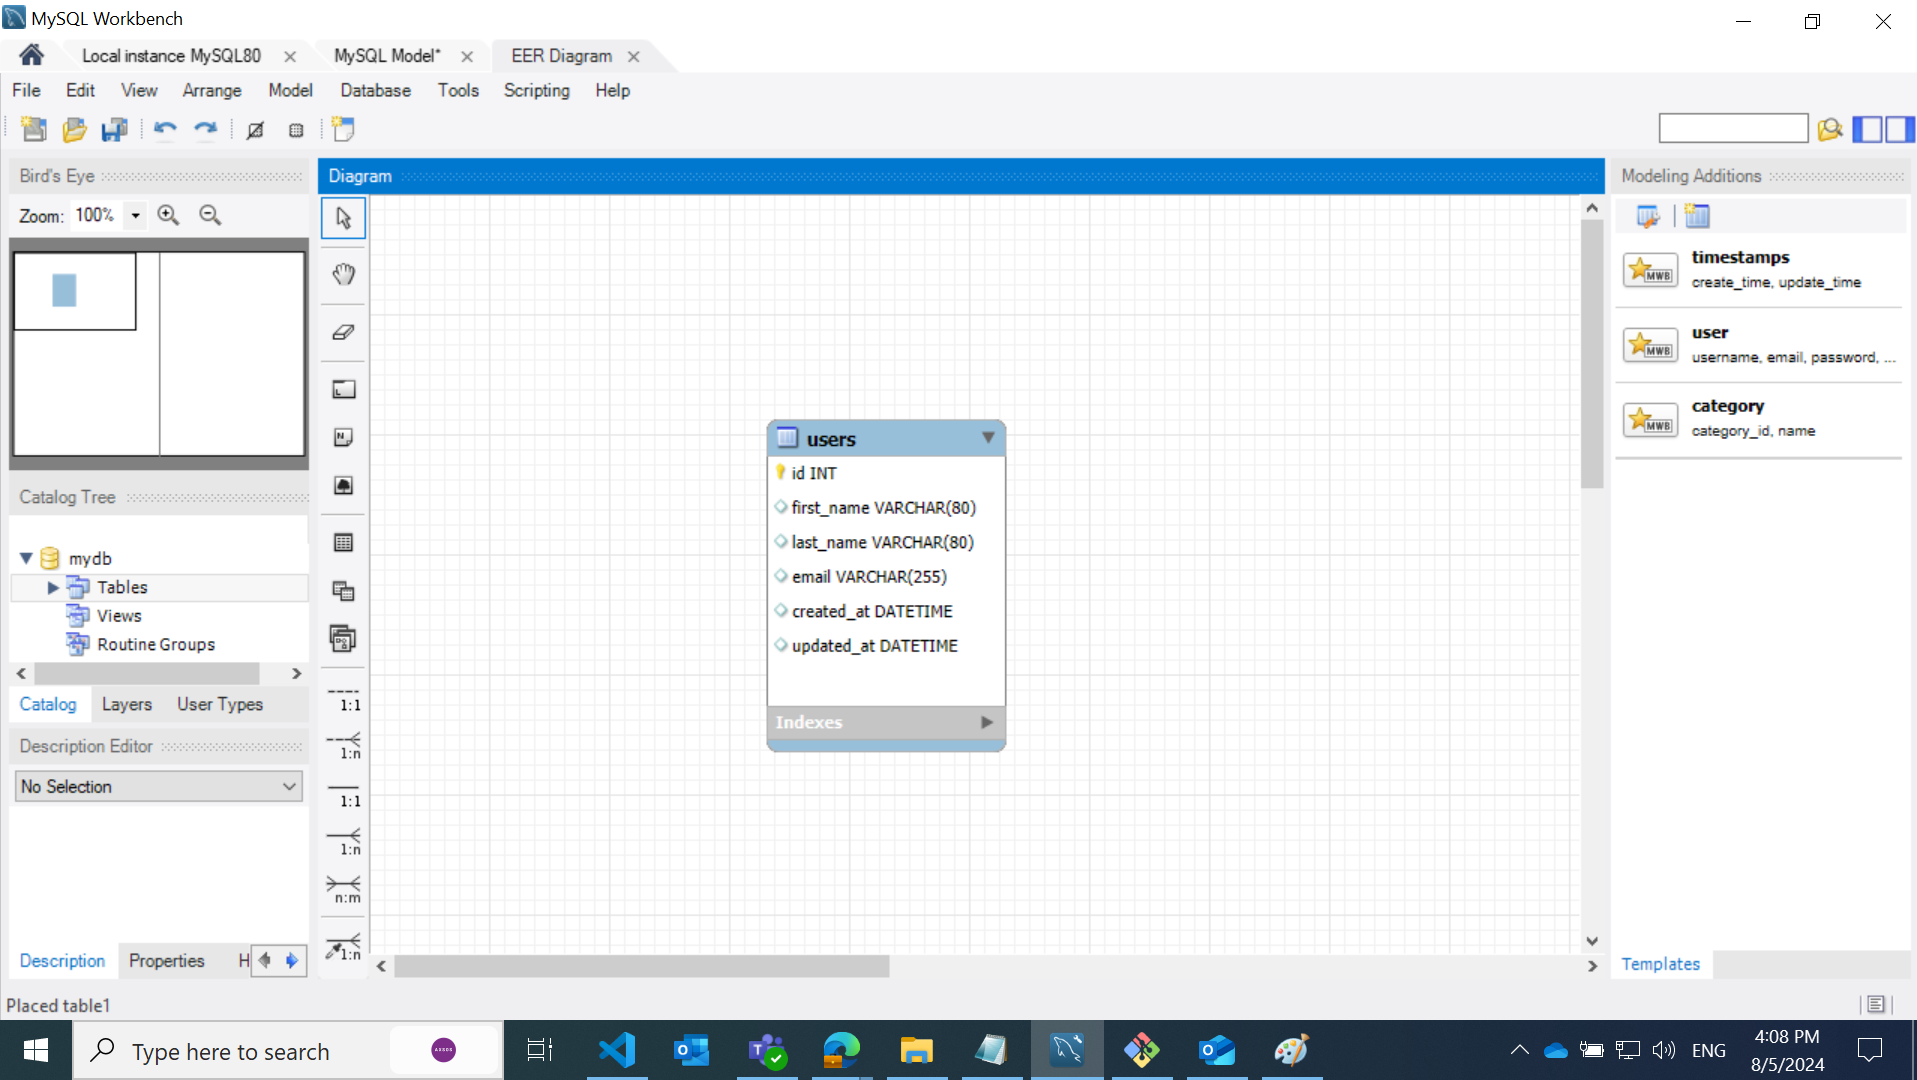 MySQL Workbench
Local instance MySQL80
MySQL Model*
EER Diagram
File Edit View Arrange Model Database Tools Scripting Help
Bird's Eye
Zoom: 100%
Diagram
Modeling Additions
timestamps
create_time, update_time
user
username, email, password, ...
category
category_id, name
users
id INT
first_name VARCHAR(80)
last_name VARCHAR(80)
email VARCHAR(255)
created_at DATETIME
updated_at DATETIME
Indexes
Catalog Tree
mydb
Tables
Views
Routine Groups
Catalog Layers User Types
Description Editor
No Selection
Description Properties H
1:1
1:n
1:1
1:n
n:m
1:n
Templates
Placed table1
Type here to search
ENG
4:08 PM
8/5/2024